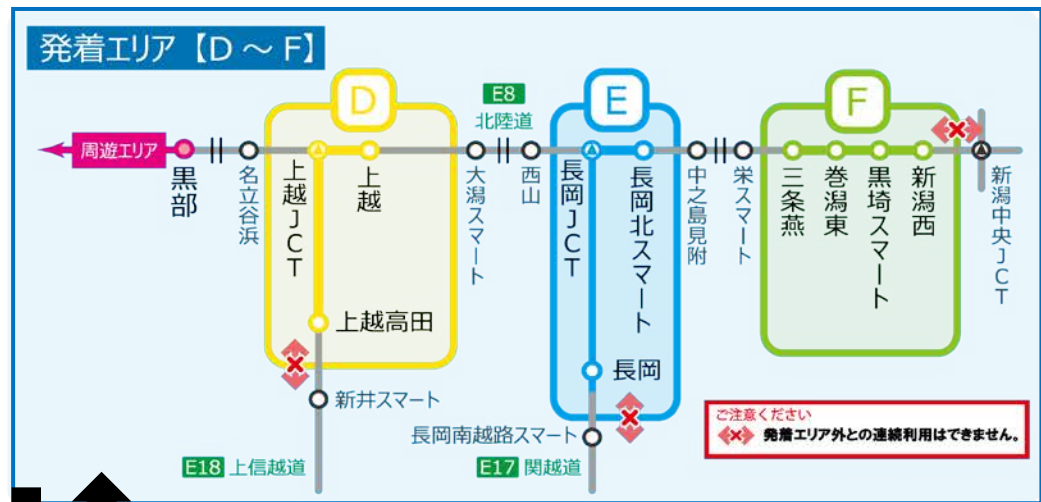 発着エリア【D ～ F】
D
E8
北陸道
E
F
周遊エリア
黒部
名立谷浜
上越JCT
上越
大潟スマート
西山
長岡JCT
長岡北スマート
中之島見附
栄スマート
三条燕
巻潟東
黒埼スマート
新潟西
新潟中央JCT
上越高田
長岡
新井スマート
長岡南越路スマート
E18 上信越道
E17 関越道
ご注意ください
発着エリア外との連続利用はできません。